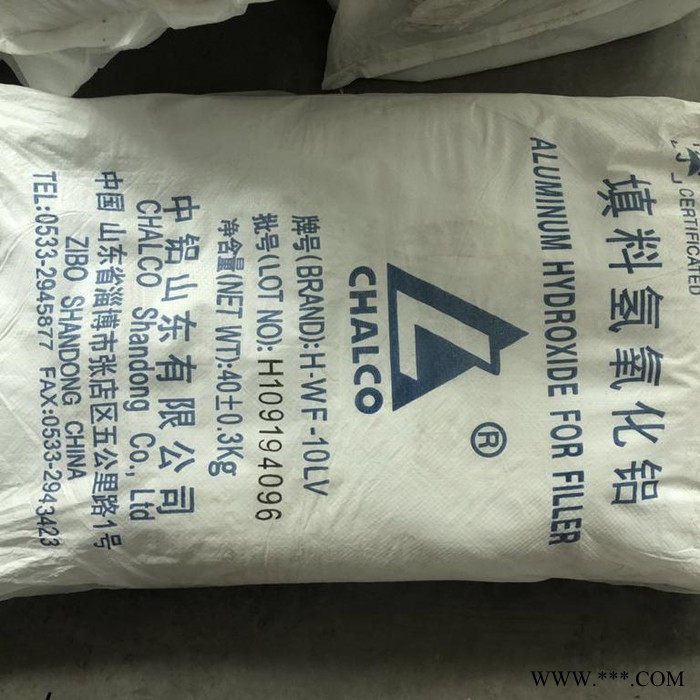 CERTIFICATED
填料氢氧化铝
ALUMINUM HYDROXIDE FOR FILLER
®
CHALCO
牌号(BRAND):H-WF-10LV
批号(LOT NO):H109194096
净含量(NET WT):40±0.3Kg
中铝山东有限公司
CHALCO Shandong Co., Ltd
中国 山东省淄博市张店区五公里路1号
ZIBO SHANDONG CHINA
TEL:0533-2945877 FAX:0533-2943423
WWW.***.COM